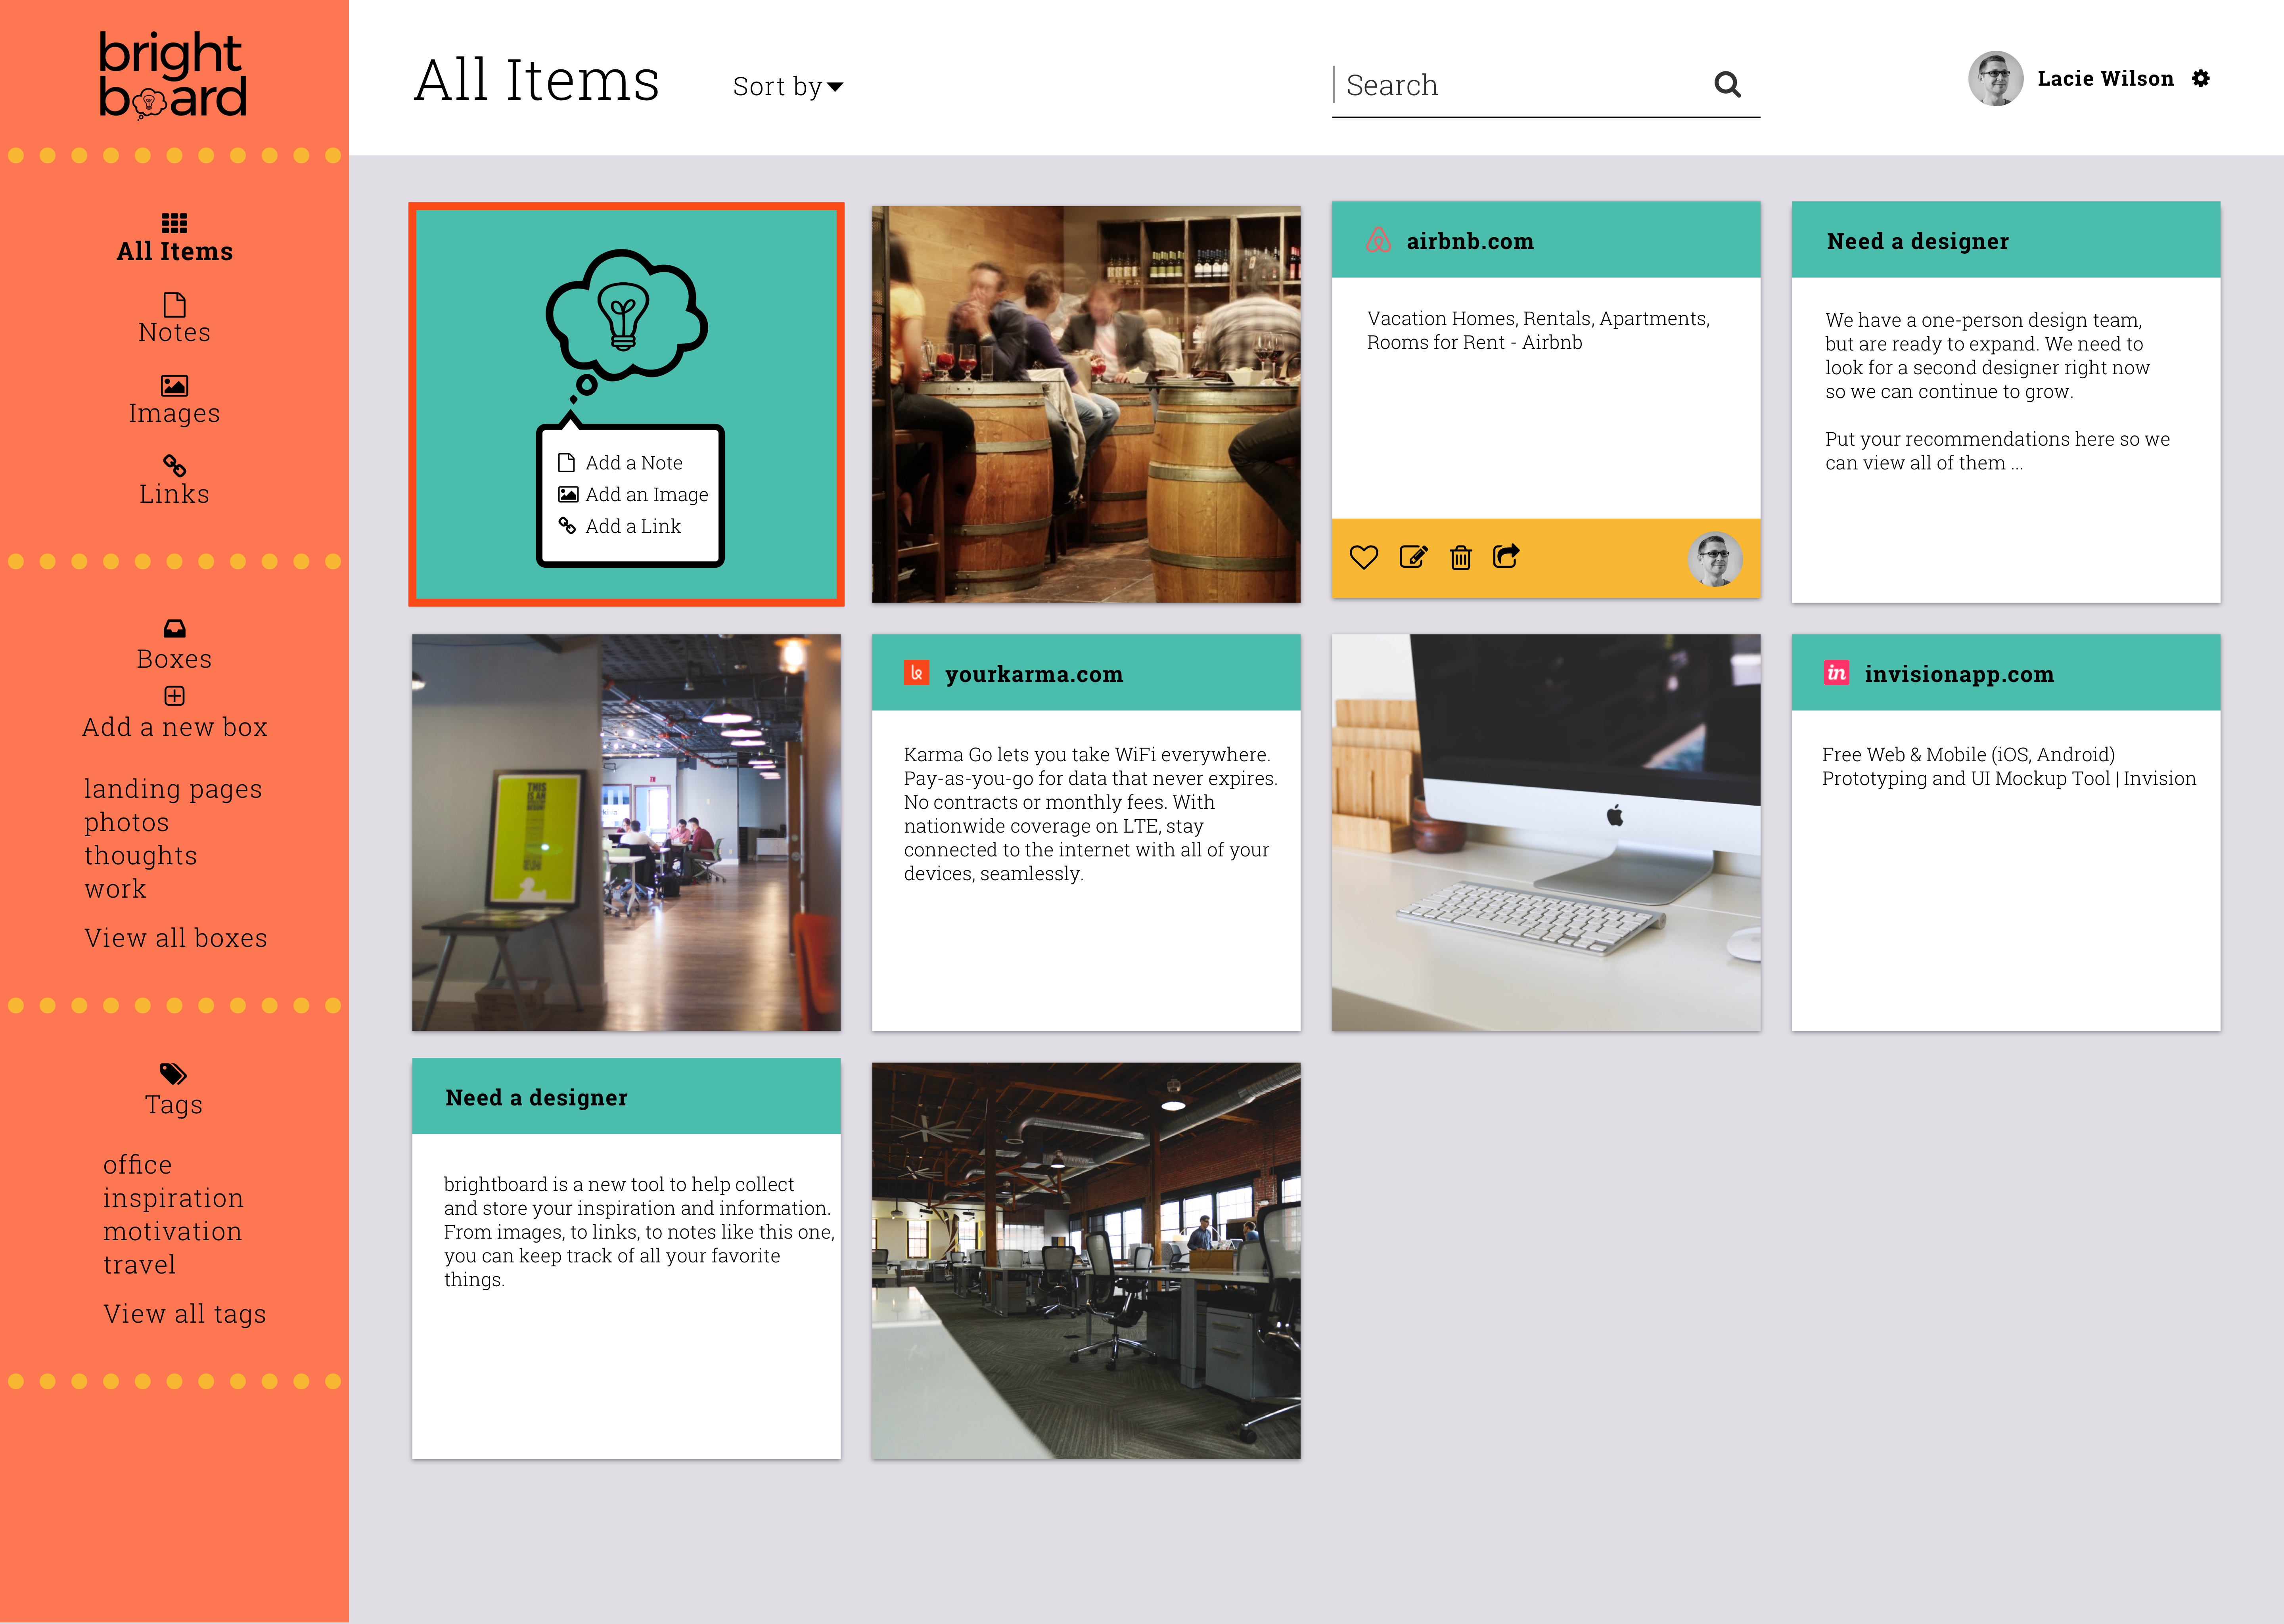 bright
board
All Items
Notes
Images
Links
Boxes
Add a new box
landing pages
photos
thoughts
work
View all boxes
Tags
office
inspiration
motivation
travel
View all tags
All Items
Sort by
Search
Lacie Wilson
Add a Note
Add an Image
Add a Link
airbnb.com
Vacation Homes, Rentals, Apartments,
Rooms for Rent - Airbnb
Need a designer
We have a one-person design team,
but are ready to expand. We need to
look for a second designer right now
so we can continue to grow.
Put your recommendations here so we
can view all of them ...
THIS
IS AN
yourkarma.com
Karma Go lets you take WiFi everywhere.
Pay-as-you-go for data that never expires.
No contracts or monthly fees. With
nationwide coverage on LTE, stay
connected to the internet with all of your
devices, seamlessly.
in
invisionapp.com
Free Web & Mobile (iOS, Android)
Prototyping and UI Mockup Tool | Invision
Need a designer
brightboard is a new tool to help collect
and store your inspiration and information.
From images, to links, to notes like this one,
you can keep track of all your favorite
things.